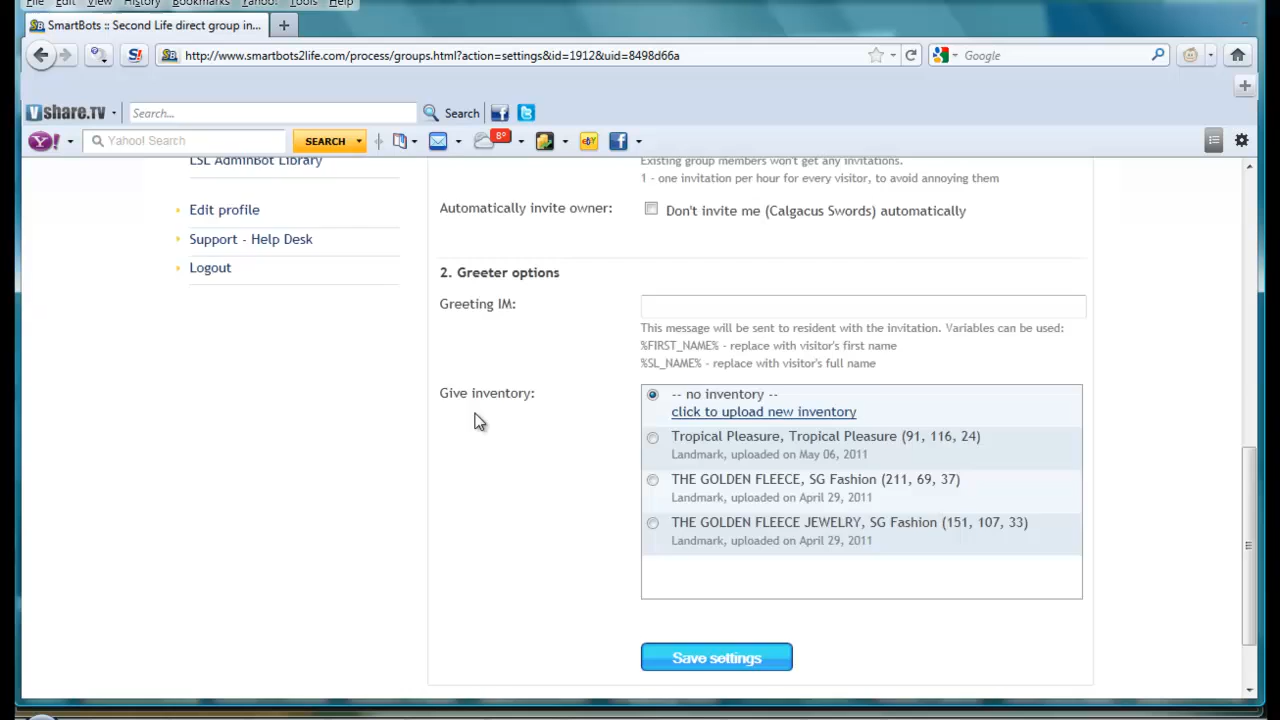 File Edit View History Bookmarks Yahoo! Tools Help
SmartBots :: Second Life direct group in...
http://www.smartbots2life.com/process/groups.html?action=settings&id=1912&uid=8498d66a
Google
Vshare.TV Search... Search
Y! Yahoo! Search SEARCH 8°
LSL AdminBot Library
Edit profile
Support - Help Desk
Logout
Existing group members won't get any invitations.
1 - one invitation per hour for every visitor, to avoid annoying them
Automatically invite owner: Don't invite me (Calgacus Swords) automatically
2. Greeter options
Greeting IM:
This message will be sent to resident with the invitation. Variables can be used:
%FIRST_NAME% - replace with visitor's first name
%SL_NAME% - replace with visitor's full name
Give inventory:
-- no inventory --
click to upload new inventory
Tropical Pleasure, Tropical Pleasure (91, 116, 24)
Landmark, uploaded on May 06, 2011
THE GOLDEN FLEECE, SG Fashion (211, 69, 37)
Landmark, uploaded on April 29, 2011
THE GOLDEN FLEECE JEWELRY, SG Fashion (151, 107, 33)
Landmark, uploaded on April 29, 2011
Save settings